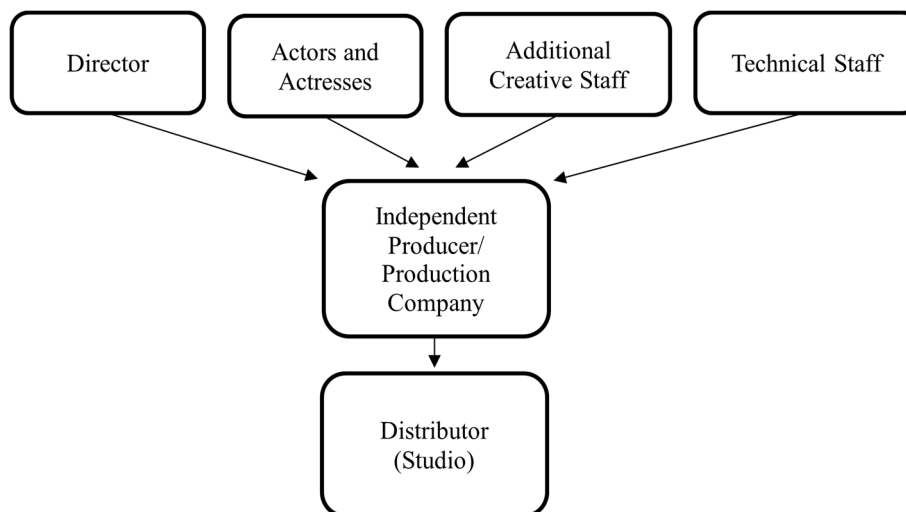 Director
Actors and
Actresses
Additional
Creative Staff
Technical Staff
Independent
Producer/
Production
Company
Distributor
(Studio)